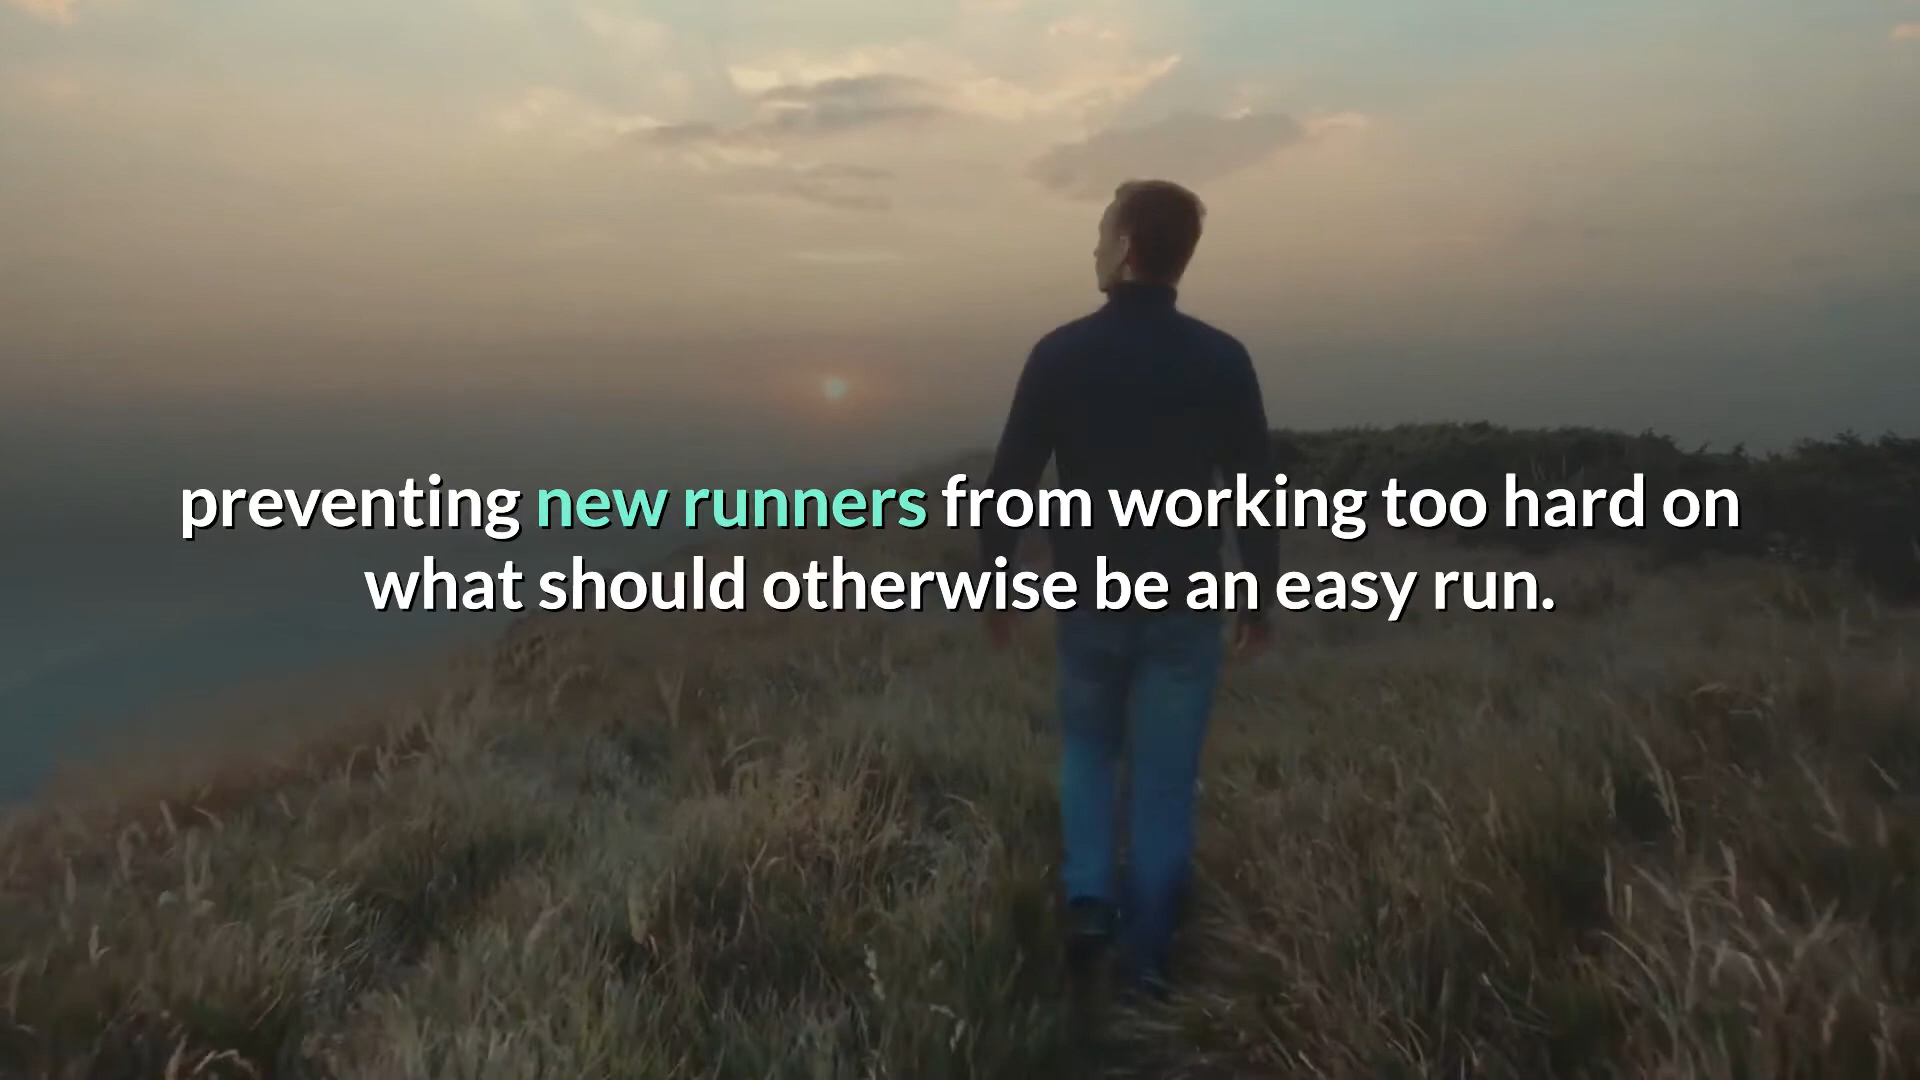 preventing new runners from working too hard on
what should otherwise be an easy run.